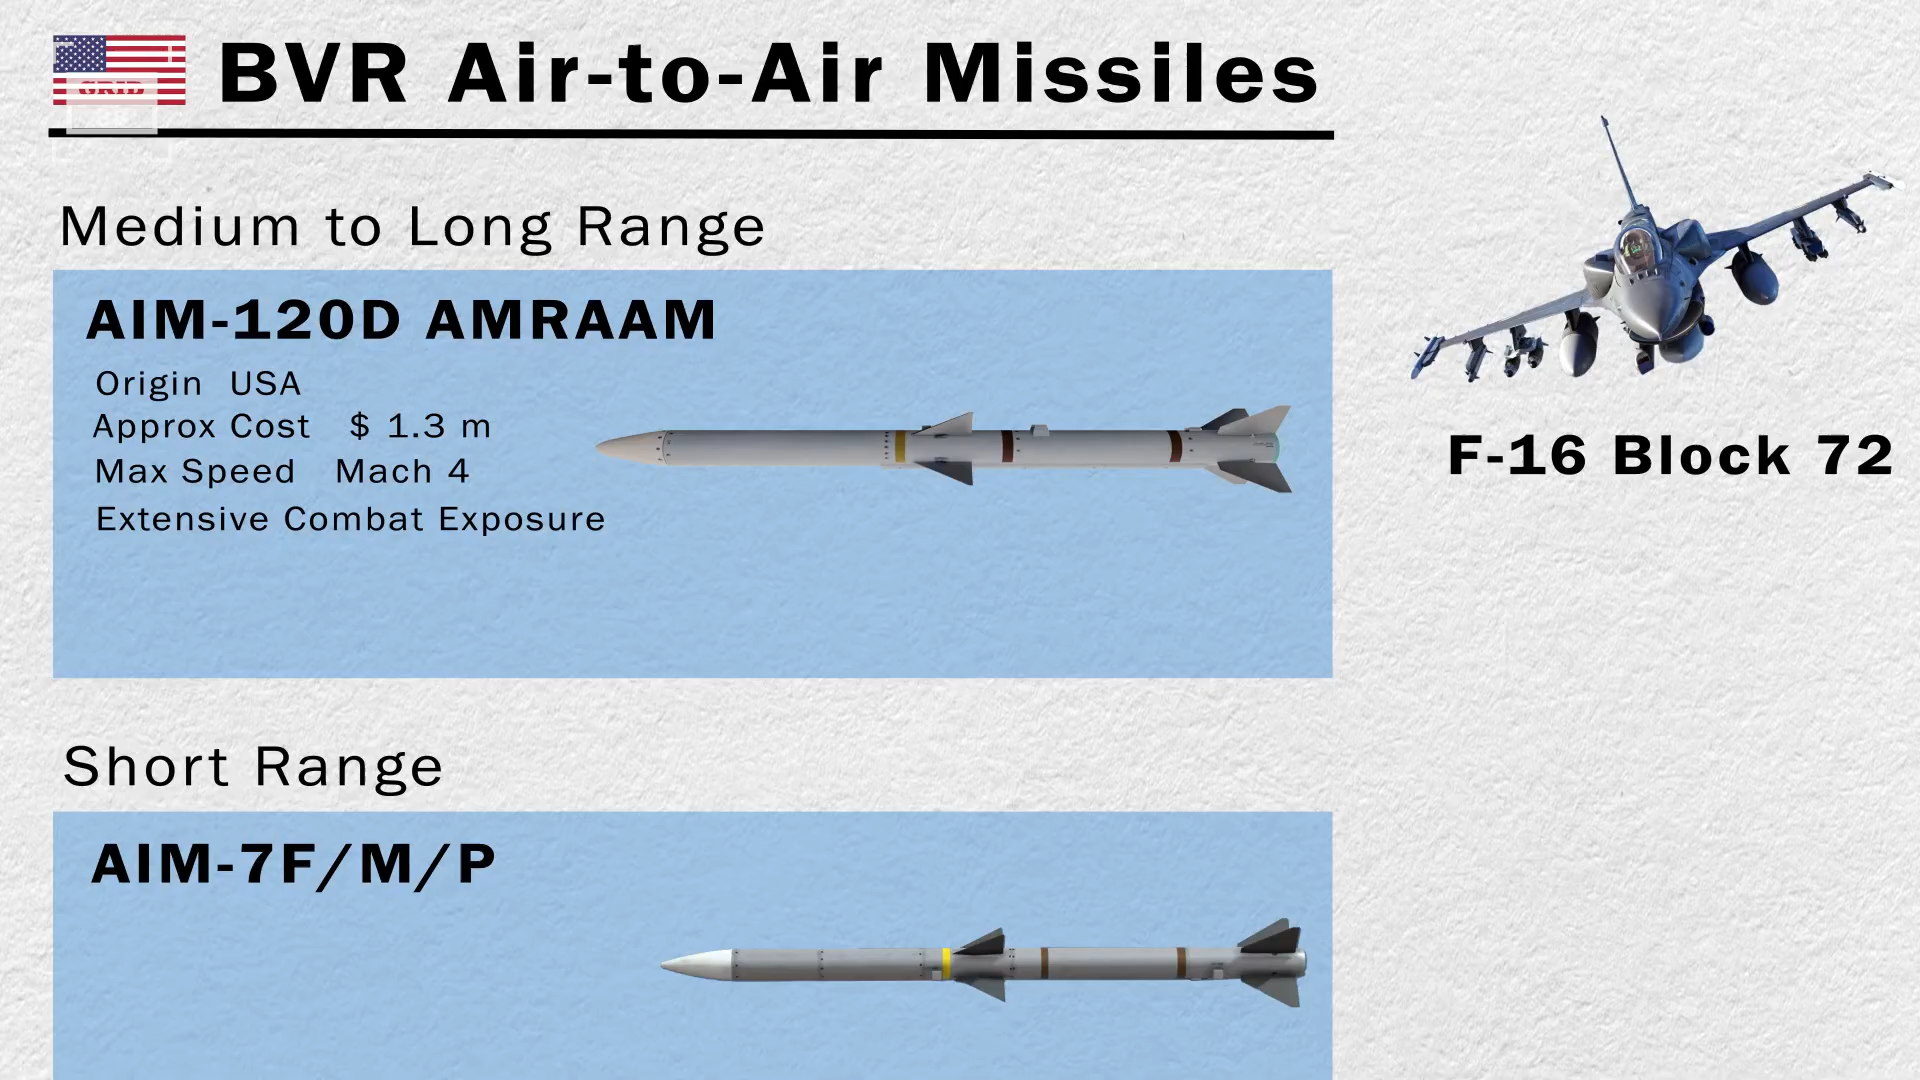 BVR Air-to-Air Missiles
Medium to Long Range
AIM-120D AMRAAM
Origin USA
Approx Cost $ 1.3 m
Max Speed Mach 4
Extensive Combat Exposure
F-16 Block 72
Short Range
AIM-7F/M/P